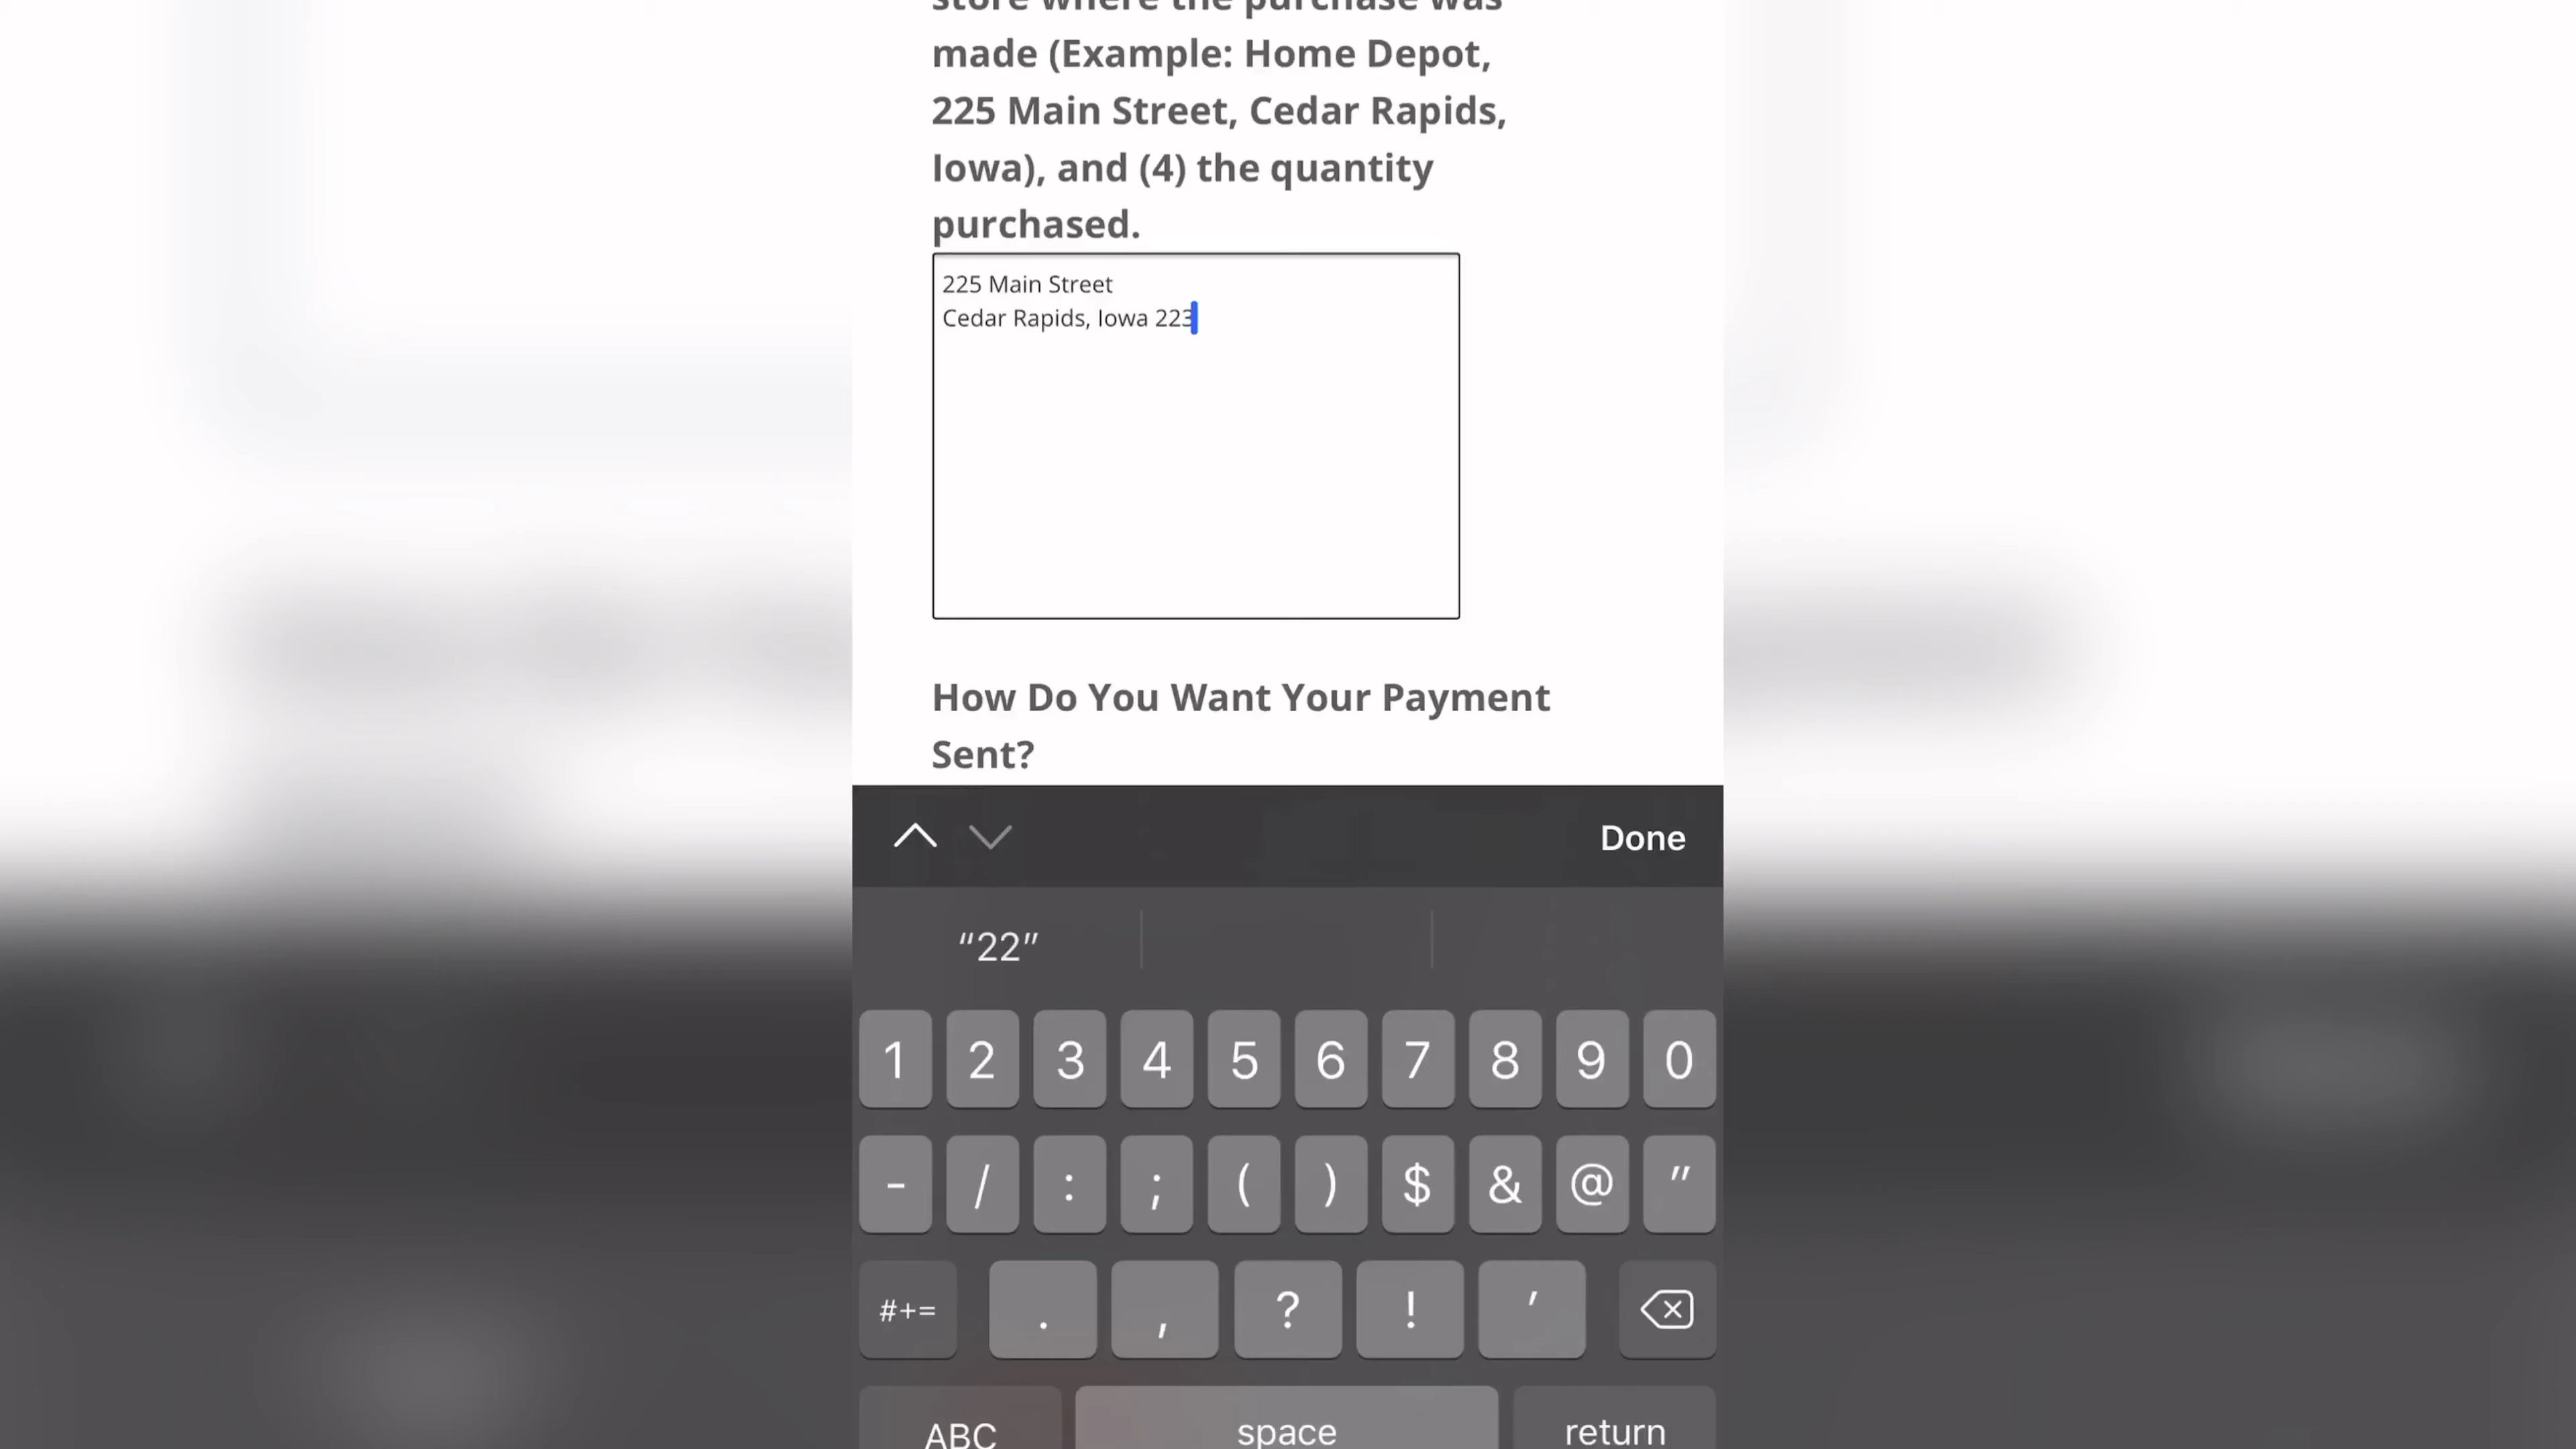 store where the purchase was
made (Example: Home Depot,
225 Main Street, Cedar Rapids,
Iowa), and (4) the quantity
purchased.
225 Main Street
Cedar Rapids, Iowa 223
How Do You Want Your Payment
Sent?
Done
“22”
1 2 3 4 5 6 7 8 9 0
- / : ; ( ) $ & @ "
#+= . , ? ! '
ABC space return